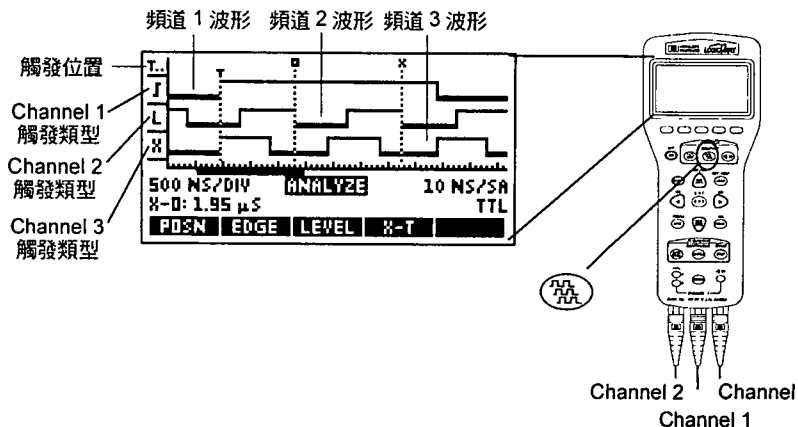 頻道 1 波形
頻道 2 波形
頻道 3 波形
觸發位置
Channel 1
觸發類型
Channel 2
觸發類型
Channel 3
觸發類型
T..
T
X
L
X
500 NS/DIV
ANALYZE
10 NS/SA
X-O: 1.95 µS
TTL
POSN
EDGE
LEVEL
X-T
Channel 2
Channel
Channel 1